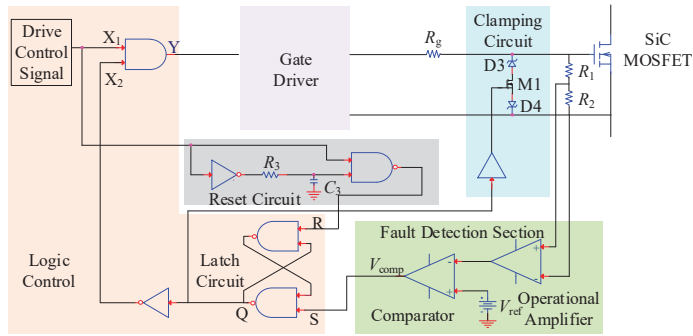 Drive Control Signal
X1
X2
Y
Gate Driver
Rg
Clamping Circuit
D3
M1
D4
SiC MOSFET
R1
R2
R3
C3
Reset Circuit
Logic Control
Latch Circuit
R
Q
S
Fault Detection Section
Vcomp
Comparator
Vref
Operational Amplifier
+
-
-
+